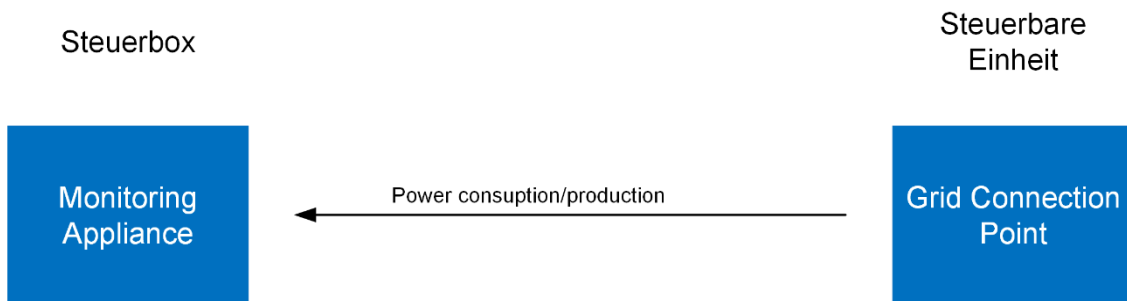 Steuerbox
Steuerbare
Einheit
Monitoring
Appliance
Power consuption/production
Grid Connection
Point